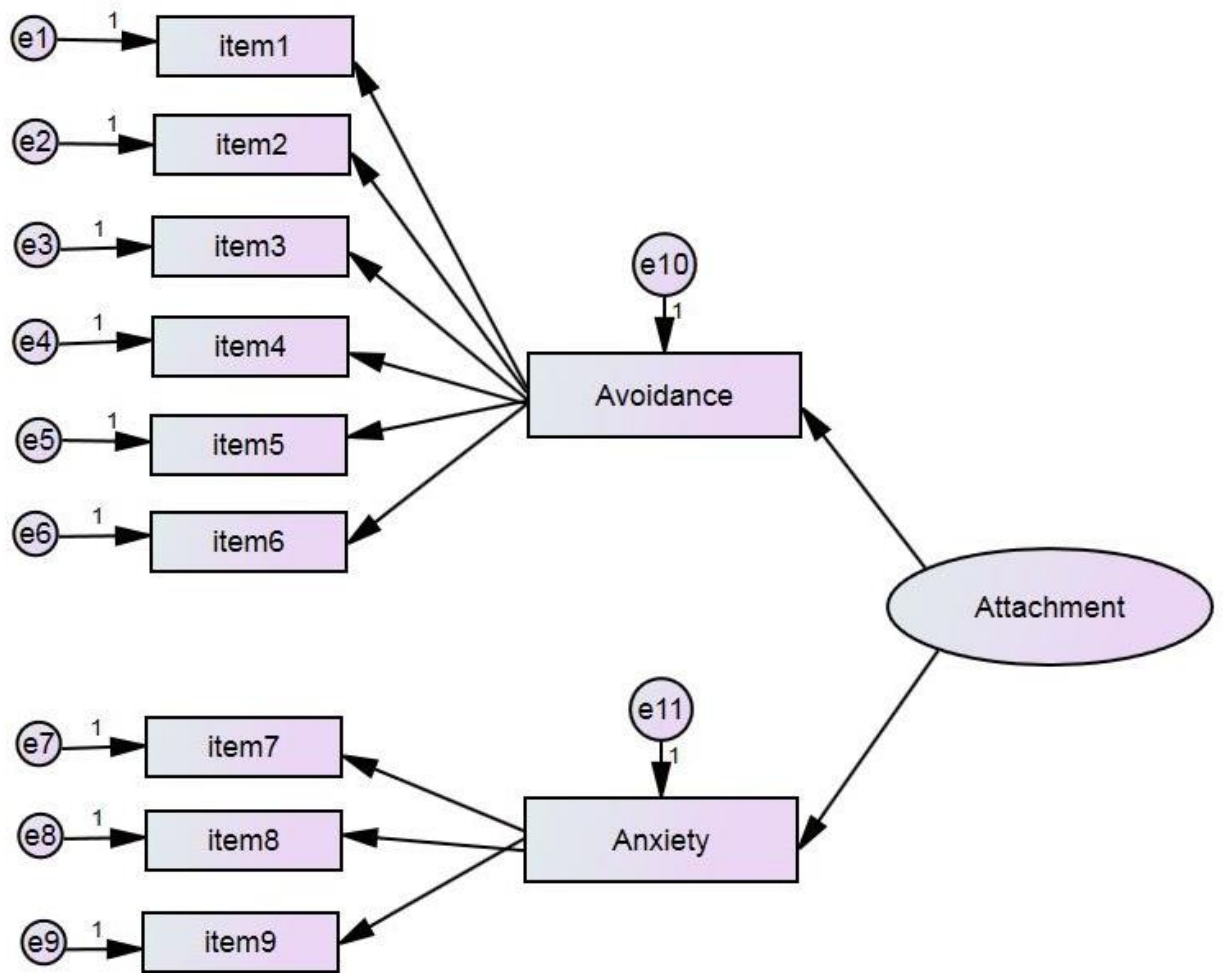 e1 1 item1
e2 1 item2
e3 1 item3
e4 1 item4
e5 1 item5
e6 1 item6
e10
1
Avoidance
Attachment
e7 1 item7
e8 1 item8
e9 1 item9
e11
1
Anxiety